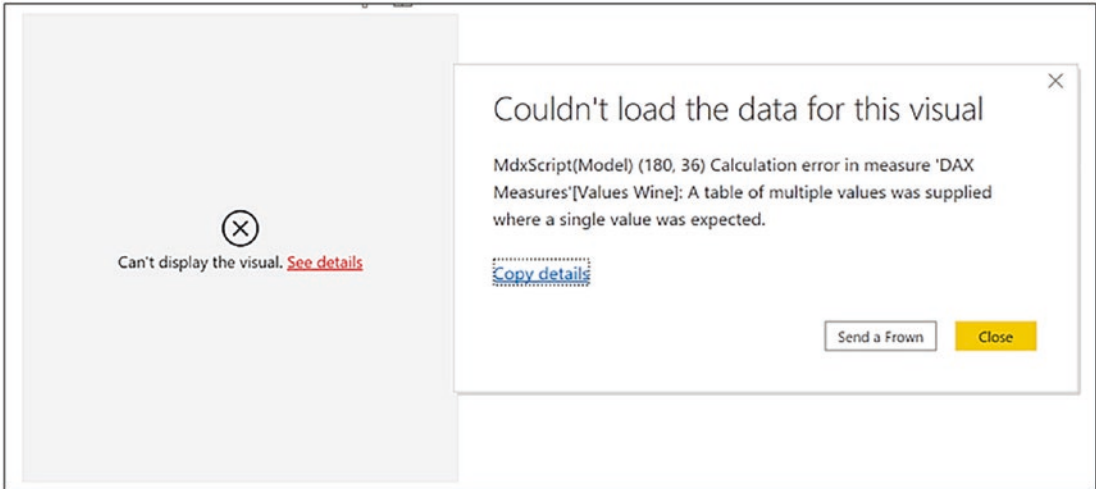 Couldn't load the data for this visual
MdxScript(Model) (180, 36) Calculation error in measure 'DAX
Measures'[Values Wine]: A table of multiple values was supplied
where a single value was expected.
Can't display the visual. See details
Copy details
Send a Frown
Close